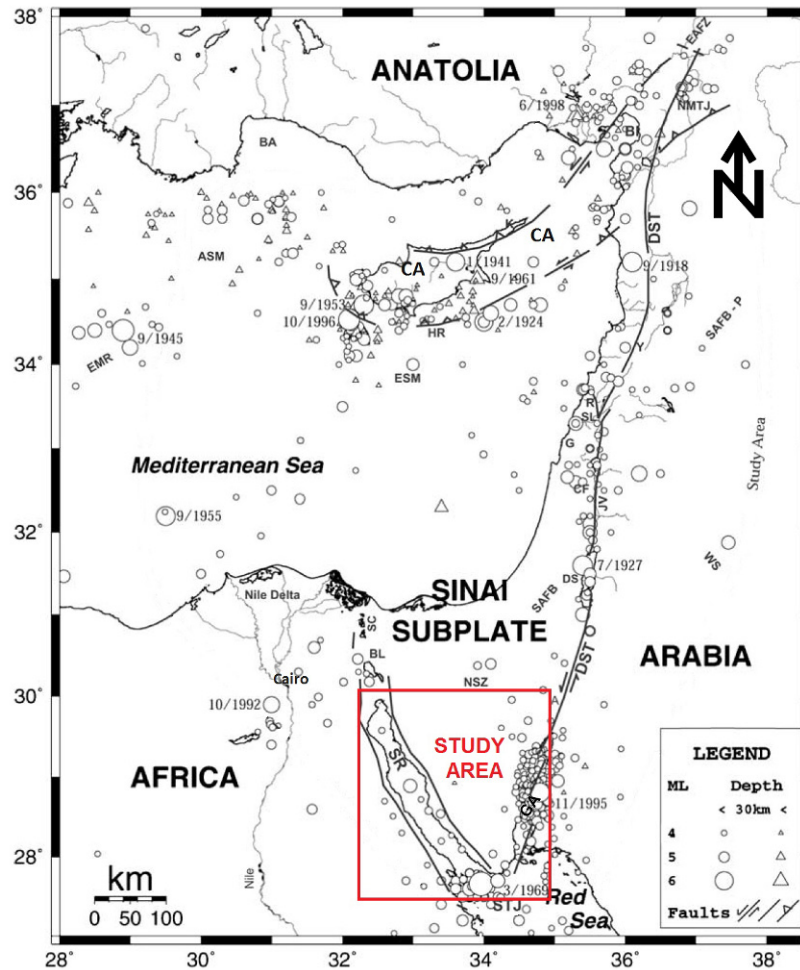 38°
36°
34°
32°
30°
28°
28° 30° 32° 34° 36° 38°
ANATOLIA
EAFZ
6/1998
NMTJ
BI
BA
N
K
CA
DST
ASM
CA
1/1941
9/1918
9/1961
9/1953
10/1996
2/1924
HR
SAFB - P
9/1945
Y
EMR
ESM
R
SL
Study Area
G
Mediterranean Sea
CF
JV
9/1955
WS
7/1927
SINAI
DS
Nile Delta
SAFB
SC
SUBPLATE
BL
DST
ARABIA
NSZ
Cairo
10/1992
STUDY
AREA
SR
AFRICA
GA
11/1995
LEGEND
ML Depth
< 30km <
4
5
6
Faults
km
0 50 100
Nile
3/1969
STJ
Red
Sea